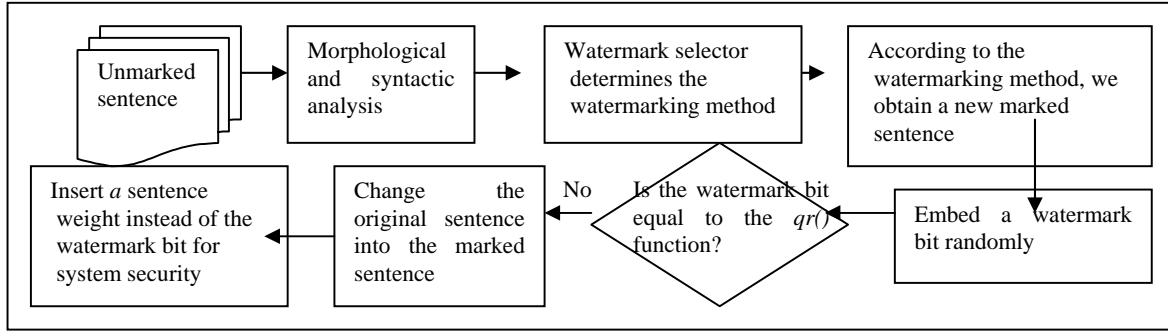 Unmarked
sentence
Morphological
and syntactic
analysis
Watermark selector
determines the
watermarking method
According to the
watermarking method, we
obtain a new marked
sentence
Embed a watermark
bit randomly
Is the watermark bit
equal to the qr()
function?
No
Change the
original sentence
into the marked
sentence
Insert a sentence
weight instead of the
watermark bit for
system security